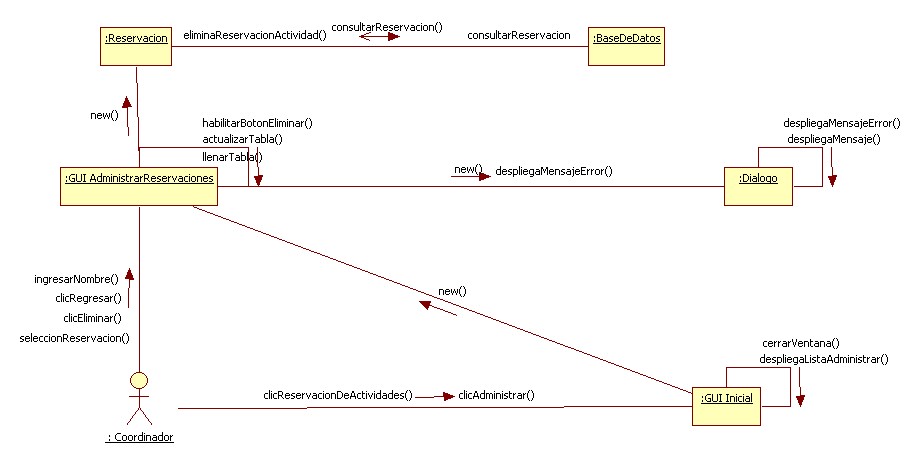 consultarReservacion()
:Reservacion
eliminaReservacionActividad()
consultarReservacion
:BaseDeDatos
new()
habilitarBotonEliminar()
actualizarTabla()
llenarTabla()
despliegaMensajeError()
despliegaMensaje()
:GUI AdministrarReservaciones
new()
despliegaMensajeError()
:Dialogo
ingresarNombre()
clicRegresar()
clicEliminar()
seleccionReservacion()
new()
cerrarVentana()
despliegaListaAdministrar()
clicReservacionDeActividades()
clicAdministrar()
:GUI Inicial
: Coordinador